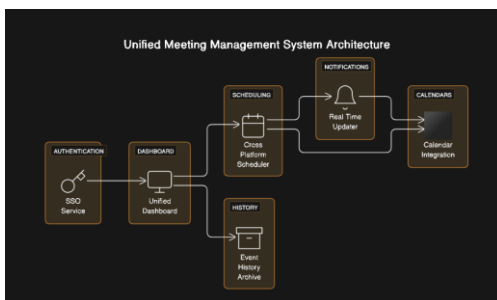 Unified Meeting Management System Architecture
NOTIFICATIONS
SCHEDULING
CALENDARS
Real Time
Updater
Cross
Platform
Scheduler
Calendar
Integration
AUTHENTICATION
DASHBOARD
SSO
Service
Unified
Dashboard
HISTORY
Event
History
Archive